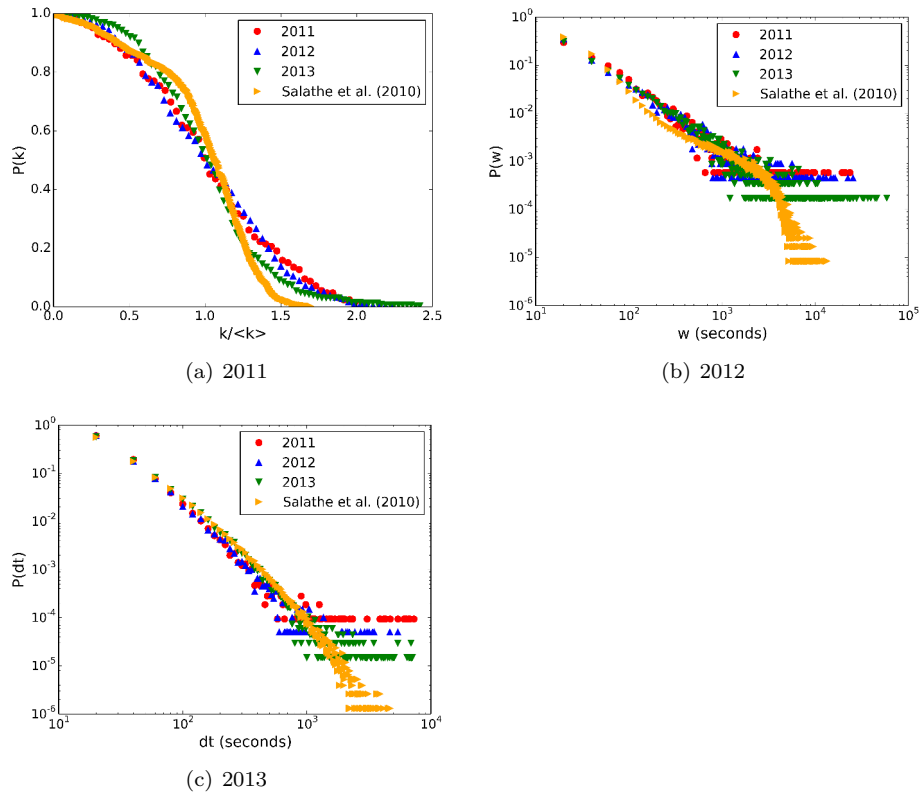 1.0
0.8
0.6
0.4
0.2
0.0
P(k)
0.0 0.5 1.0 1.5 2.0 2.5
k/<k>
2011
2012
2013
Salathe et al. (2010)
(a) 2011
10^0
10^-1
10^-2
10^-3
10^-4
10^-5
10^-6
P(w)
10^1 10^2 10^3 10^4 10^5
w (seconds)
2011
2012
2013
Salathe et al. (2010)
(b) 2012
10^0
10^-1
10^-2
10^-3
10^-4
10^-5
10^-6
P(dt)
10^1 10^2 10^3 10^4
dt (seconds)
2011
2012
2013
Salathe et al. (2010)
(c) 2013